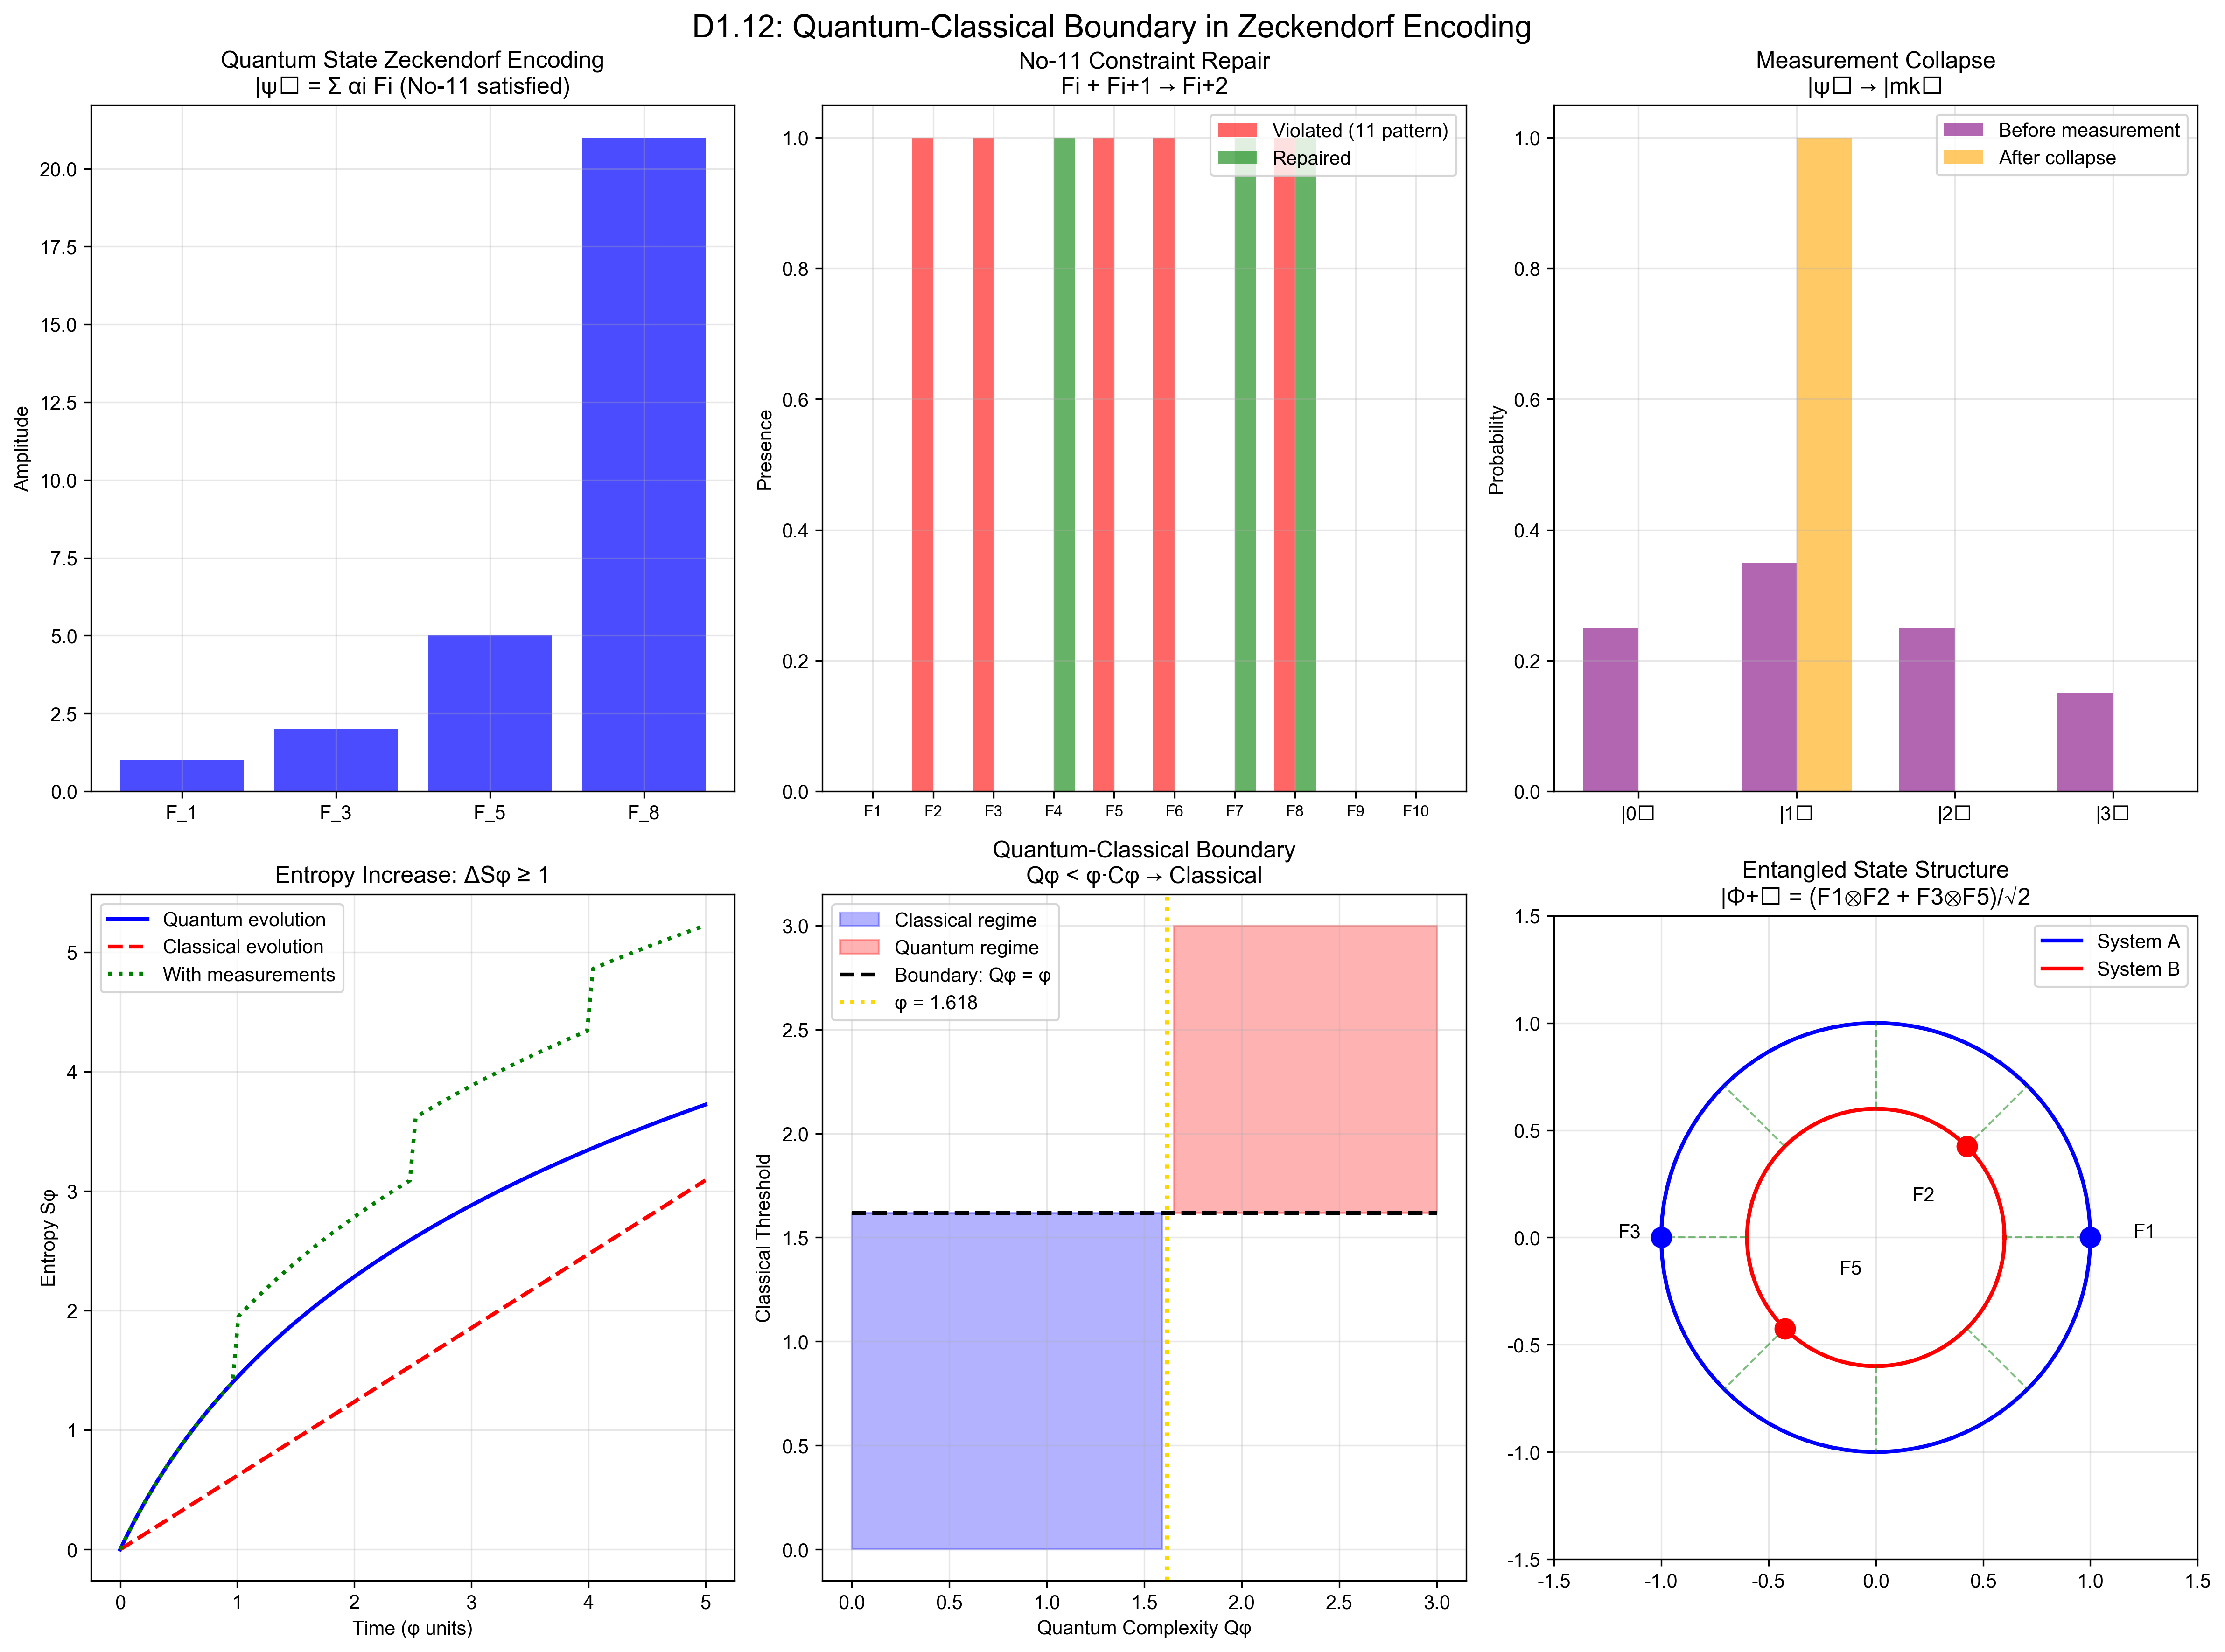 D1.12: Quantum-Classical Boundary in Zeckendorf Encoding
Quantum State Zeckendorf Encoding
|ψ□ = Σ αi Fi (No-11 satisfied)
Amplitude
20.0
17.5
15.0
12.5
10.0
7.5
5.0
2.5
0.0
F_1 F_3 F_5 F_8
No-11 Constraint Repair
Fi + Fi+1 → Fi+2
Violated (11 pattern)
Repaired
Presence
1.0
0.8
0.6
0.4
0.2
0.0
F1 F2 F3 F4 F5 F6 F7 F8 F9 F10
Measurement Collapse
|ψ□ → |mk□
Before measurement
After collapse
Probability
1.0
0.8
0.6
0.4
0.2
0.0
|0□ |1□ |2□ |3□
Entropy Increase: ΔSφ ≥ 1
Quantum evolution
Classical evolution
With measurements
Entropy Sφ
5
4
3
2
1
0
0 1 2 3 4 5
Time (φ units)
Quantum-Classical Boundary
Qφ < φ·Cφ → Classical
Classical regime
Quantum regime
Boundary: Qφ = φ
φ = 1.618
Classical Threshold
3.0
2.5
2.0
1.5
1.0
0.5
0.0
0.0 0.5 1.0 1.5 2.0 2.5 3.0
Quantum Complexity Qφ
Entangled State Structure
|Φ+□ = (F1⊗F2 + F3⊗F5)/√2
System A
System B
1.5
1.0
0.5
0.0
-0.5
-1.0
-1.5
F2
F3
F1
F5
-1.5 -1.0 -0.5 0.0 0.5 1.0 1.5